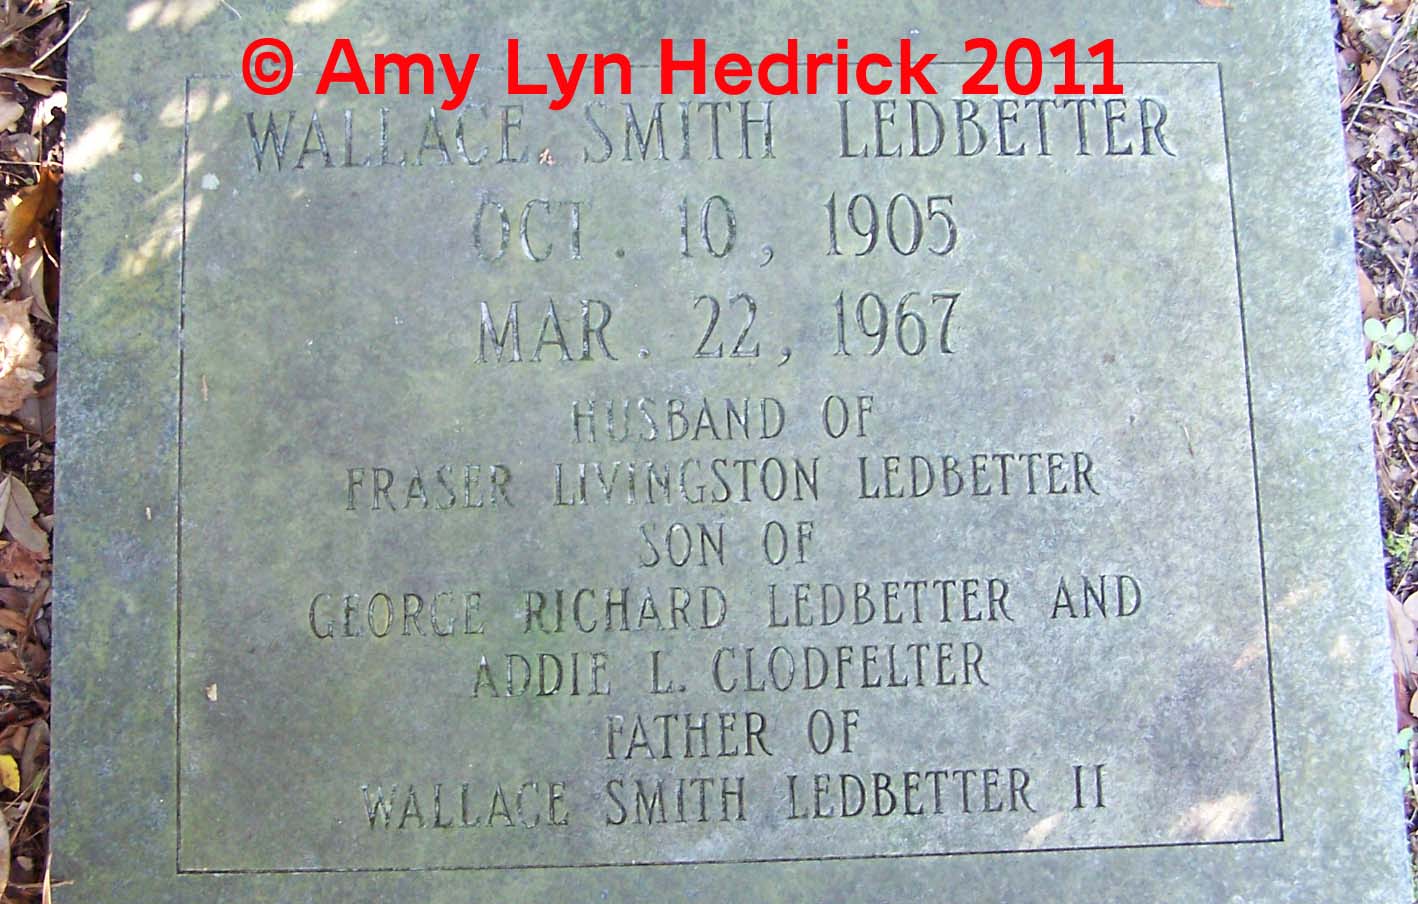 © Amy Lyn Hedrick 2011
WALLACE SMITH LEDBETTER
OCT. 10, 1905
MAR. 22, 1967
HUSBAND OF
FRASER LIVINGSTON LEDBETTER
SON OF
GEORGE RICHARD LEDBETTER AND
ADDIE L. CLODFELTER
FATHER OF
WALLACE SMITH LEDBETTER II